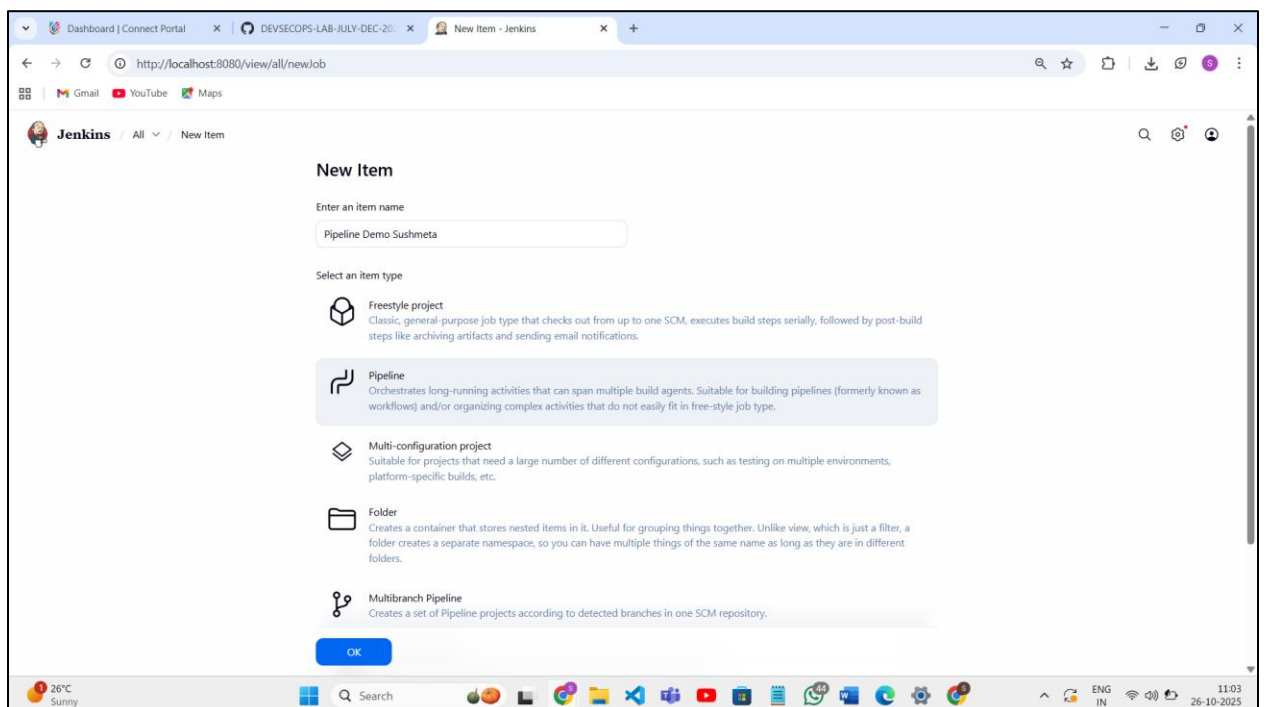 Dashboard | Connect Portal
DEVSECOPS-LAB-JULY-DEC-20
New Item - Jenkins
http://localhost:8080/view/all/newJob
S
Gmail
YouTube
Maps
Jenkins / All / New Item
New Item
Enter an item name
Pipeline Demo Sushmeta
Select an item type
Freestyle project
Classic, general-purpose job type that checks out from up to one SCM, executes build steps serially, followed by post-build
steps like archiving artifacts and sending email notifications.
Pipeline
Orchestrates long-running activities that can span multiple build agents. Suitable for building pipelines (formerly known as
workflows) and/or organizing complex activities that do not easily fit in free-style job type.
Multi-configuration project
Suitable for projects that need a large number of different configurations, such as testing on multiple environments,
platform-specific builds, etc.
Folder
Creates a container that stores nested items in it. Useful for grouping things together. Unlike view, which is just a filter, a
folder creates a separate namespace, so you can have multiple things of the same name as long as they are in different
folders.
Multibranch Pipeline
Creates a set of Pipeline projects according to detected branches in one SCM repository.
OK
1
26°C
Sunny
Search
ENG
IN
11:03
26-10-2025